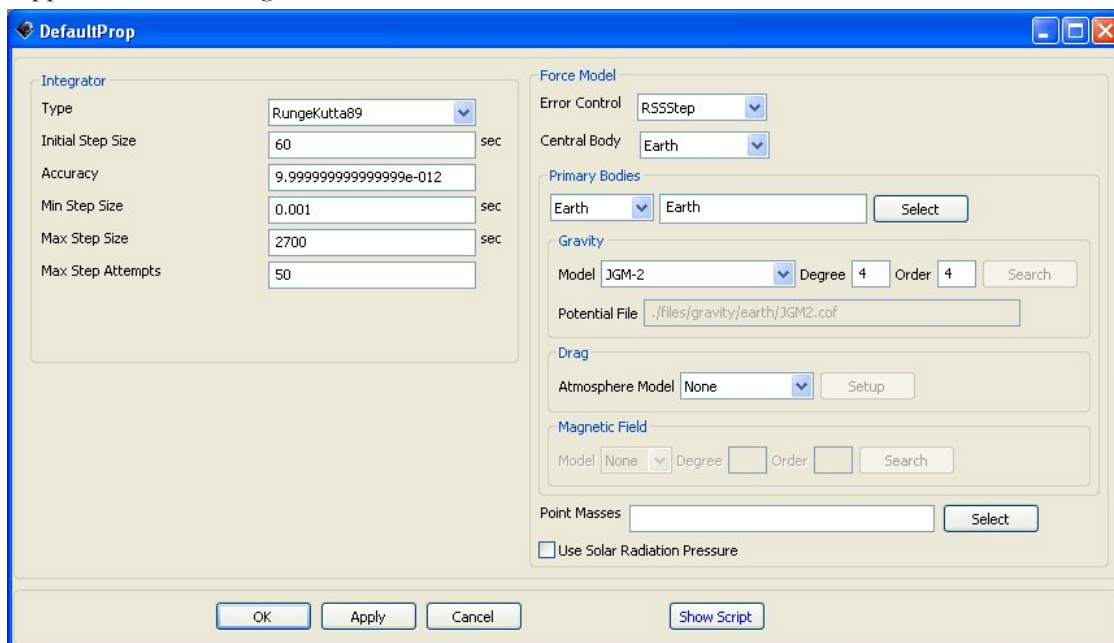 DefaultProp
Integrator
Type RungeKutta89
Initial Step Size 60 sec
Accuracy 9.999999999999999e-012
Min Step Size 0.001 sec
Max Step Size 2700 sec
Max Step Attempts 50
Force Model
Error Control RSSStep
Central Body Earth
Primary Bodies
Earth Earth Select
Gravity
Model JGM-2 Degree 4 Order 4 Search
Potential File ./files/gravity/earth/JGM2.cof
Drag
Atmosphere Model None Setup
Magnetic Field
Model None Degree Order Search
Point Masses Select
Use Solar Radiation Pressure
OK Apply Cancel Show Script